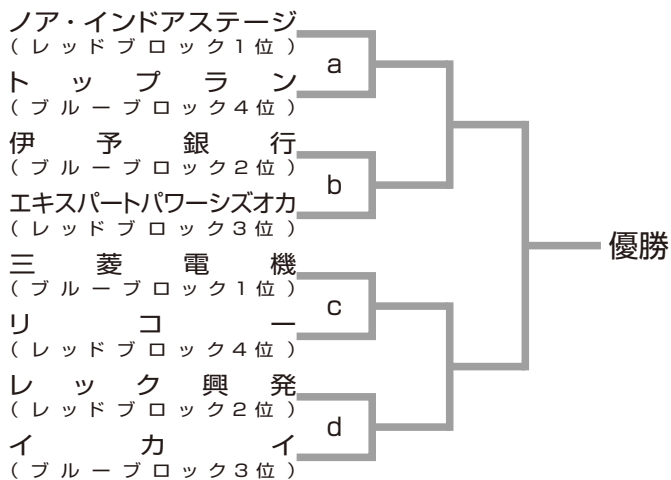 ノア・インドアステージ
(レッドブロック1位)
a
トップラン
(ブルーブロック4位)
伊予銀行
(ブルーブロック2位)
b
エキスパートパワーシズオカ
(レッドブロック3位)
優勝
三菱電機
(ブルーブロック1位)
c
リコー
(レッドブロック4位)
レック興発
(レッドブロック2位)
d
イカイ
(ブルーブロック3位)